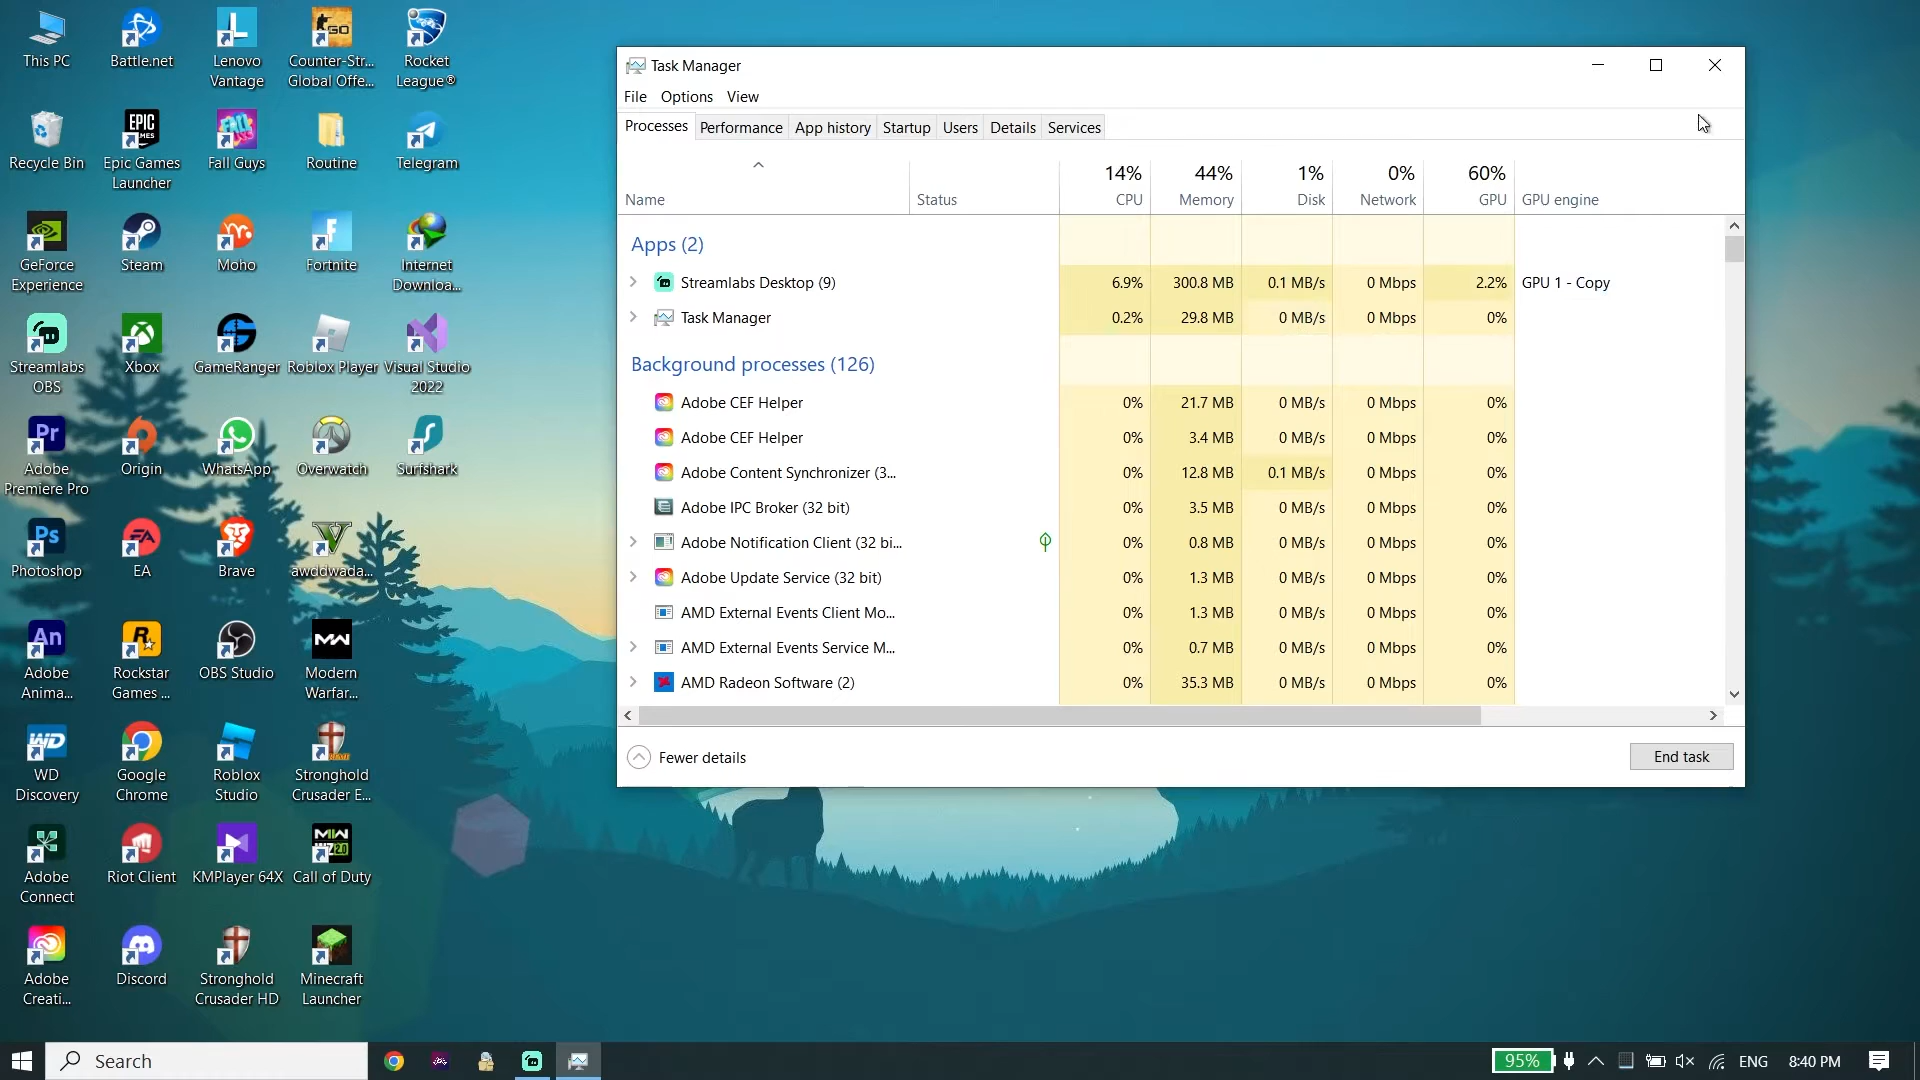 This PC
Battle.net
Lenovo
Vantage
Counter-Str...
Global Offe...
Rocket
League®
Recycle Bin
Epic Games
Launcher
Fall Guys
Routine
Telegram
GeForce
Experience
Steam
Moho
Fortnite
Internet
Downloa...
Streamlabs
OBS
Xbox
GameRanger
Roblox Player
Visual Studio
2022
Adobe
Premiere Pro
Origin
WhatsApp
Overwatch
Surfshark
Photoshop
EA
Brave
awddwada...
Adobe
Anima...
Rockstar
Games ...
OBS Studio
Modern
Warfar...
WD
Discovery
Google
Chrome
Roblox
Studio
Stronghold
Crusader E...
Adobe
Connect
Riot Client
KMPlayer 64X
Call of Duty
Adobe
Creati...
Discord
Stronghold
Crusader HD
Minecraft
Launcher
Task Manager
File Options View
Processes Performance App history Startup Users Details Services
14% 44% 1% 0% 60%
Name Status CPU Memory Disk Network GPU GPU engine
Apps (2)
Streamlabs Desktop (9) 6.9% 300.8 MB 0.1 MB/s 0 Mbps 2.2% GPU 1 - Copy
Task Manager 0.2% 29.8 MB 0 MB/s 0 Mbps 0%
Background processes (126)
Adobe CEF Helper 0% 21.7 MB 0 MB/s 0 Mbps 0%
Adobe CEF Helper 0% 3.4 MB 0 MB/s 0 Mbps 0%
Adobe Content Synchronizer (3... 0% 12.8 MB 0.1 MB/s 0 Mbps 0%
Adobe IPC Broker (32 bit) 0% 3.5 MB 0 MB/s 0 Mbps 0%
Adobe Notification Client (32 bi... 0% 0.8 MB 0 MB/s 0 Mbps 0%
Adobe Update Service (32 bit) 0% 1.3 MB 0 MB/s 0 Mbps 0%
AMD External Events Client Mo... 0% 1.3 MB 0 MB/s 0 Mbps 0%
AMD External Events Service M... 0% 0.7 MB 0 MB/s 0 Mbps 0%
AMD Radeon Software (2) 0% 35.3 MB 0 MB/s 0 Mbps 0%
Fewer details
End task
Search
95% ENG 8:40 PM